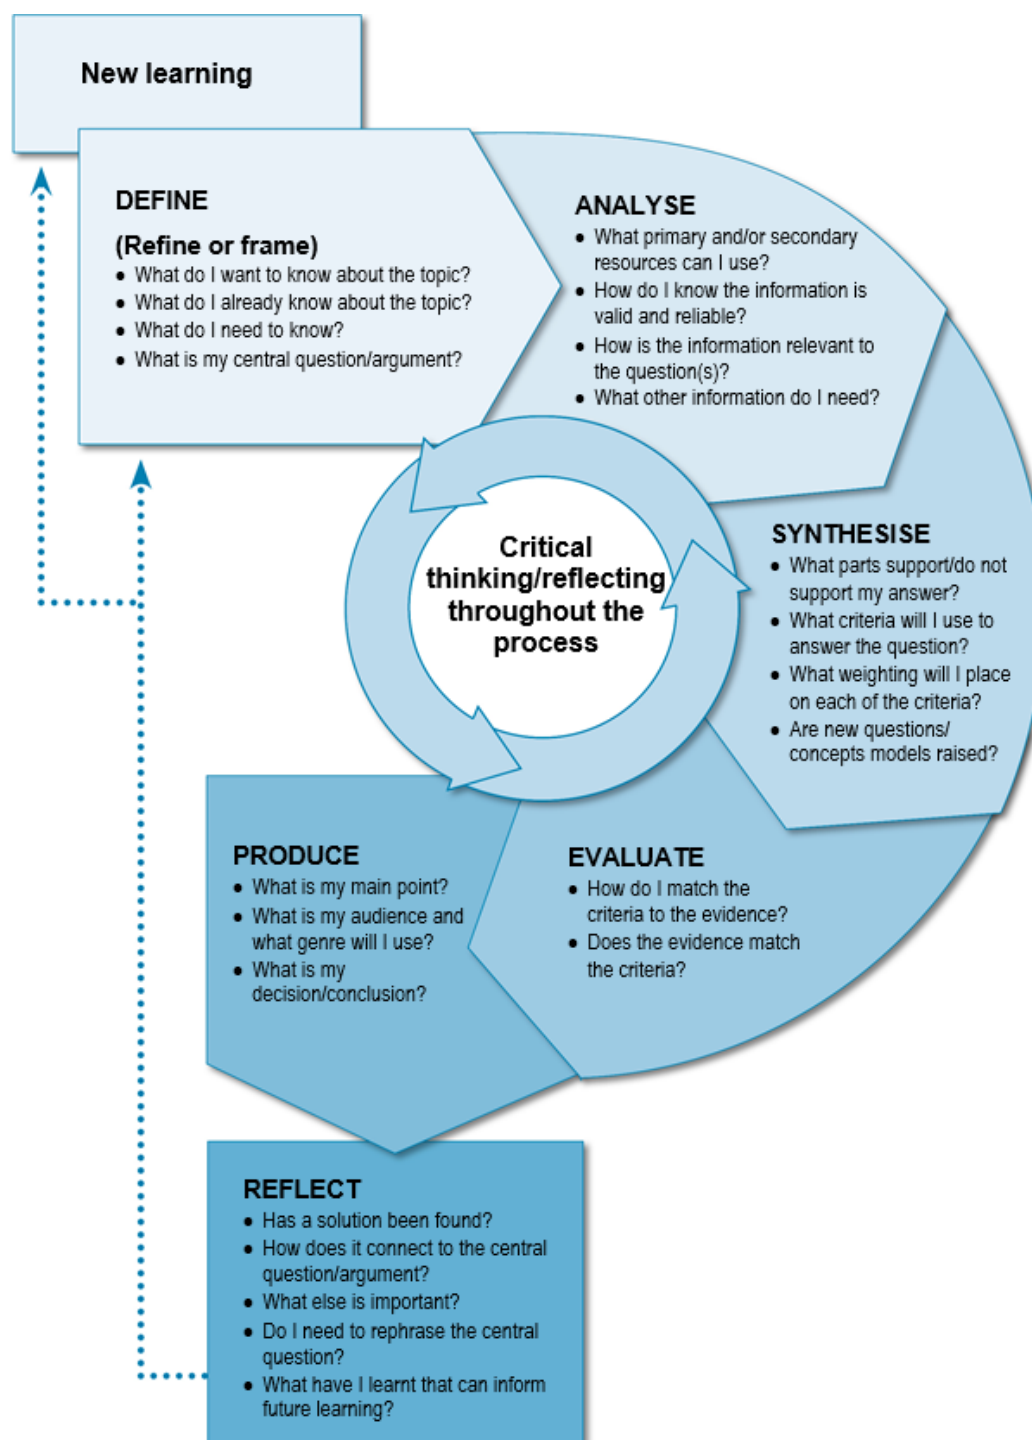 New learning
DEFINE
(Refine or frame)
• What do I want to know about the topic?
• What do I already know about the topic?
• What do I need to know?
• What is my central question/argument?
ANALYSE
• What primary and/or secondary
resources can I use?
• How do I know the information is
valid and reliable?
• How is the information relevant to
the question(s)?
• What other information do I need?
SYNTHESISE
• What parts support/do not
support my answer?
• What criteria will I use to
answer the question?
• What weighting will I place
on each of the criteria?
• Are new questions/
concepts models raised?
Critical
thinking/reflecting
throughout the
process
EVALUATE
• How do I match the
criteria to the evidence?
• Does the evidence match
the criteria?
PRODUCE
• What is my main point?
• What is my audience and
what genre will I use?
• What is my
decision/conclusion?
REFLECT
• Has a solution been found?
• How does it connect to the central
question/argument?
• What else is important?
• Do I need to rephrase the central
question?
• What have I learnt that can inform
future learning?